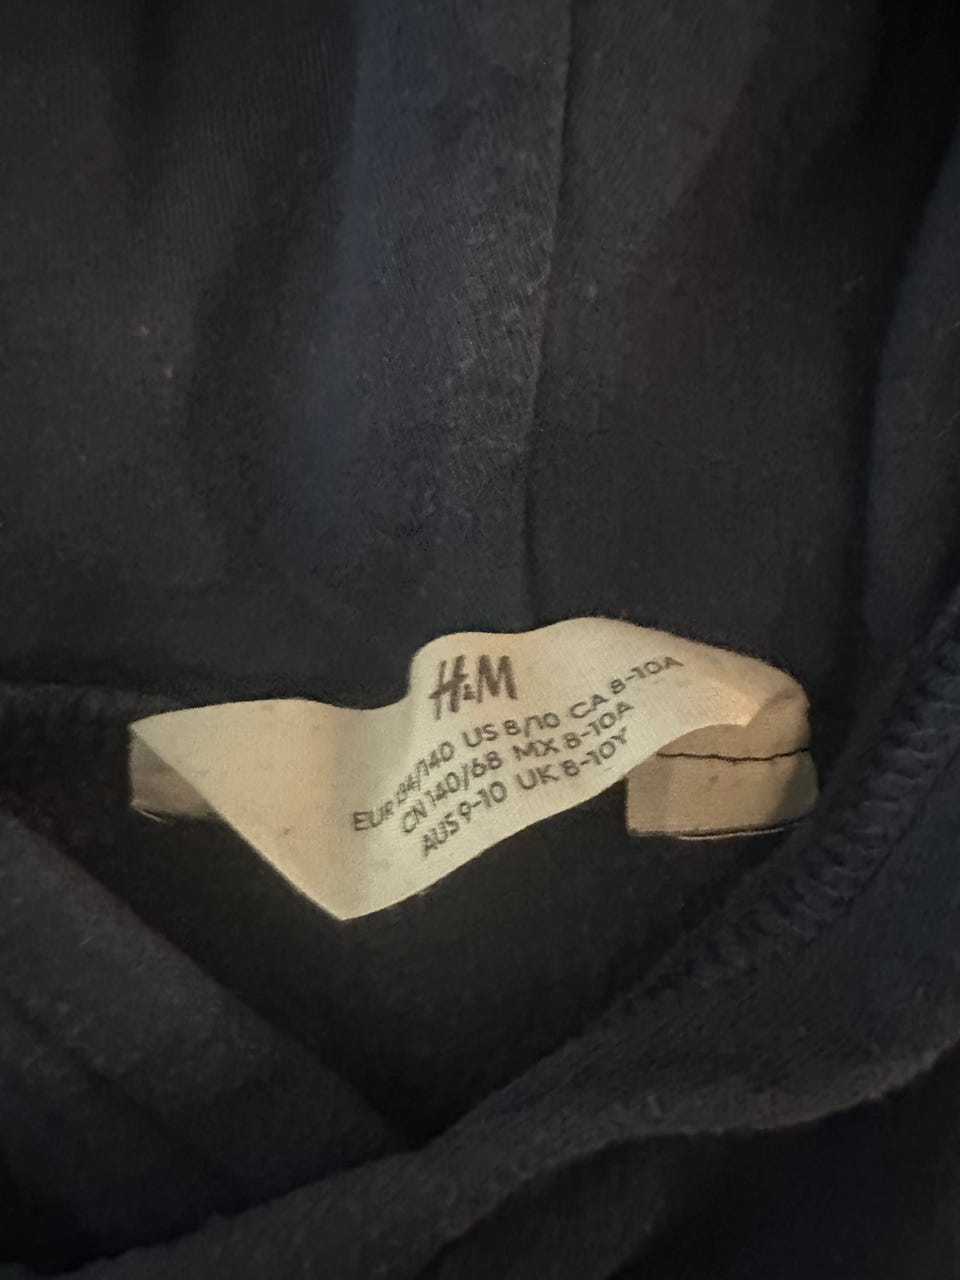 H&M
EUR 134/140 US 8/10 CA 8-10A
CN 140/68 MX 8-10A
AUS 9-10 UK 8-10Y